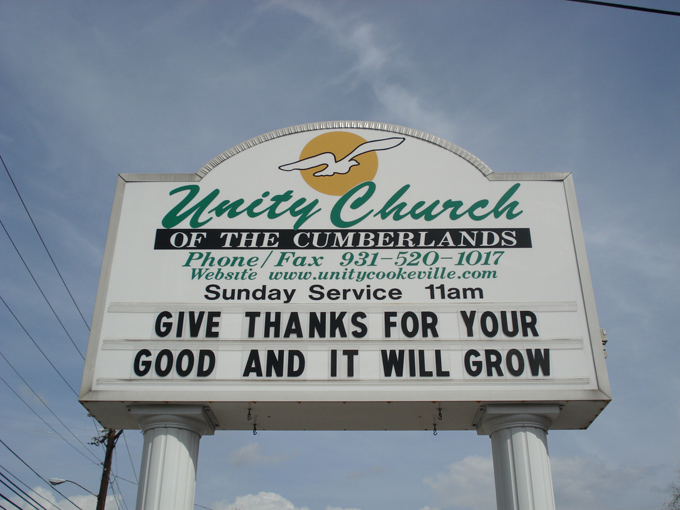 Unity Church
OF THE CUMBERLANDS
Phone/Fax 931-520-1017
Website www.unitycookeville.com
Sunday Service 11am
GIVE THANKS FOR YOUR
GOOD AND IT WILL GROW